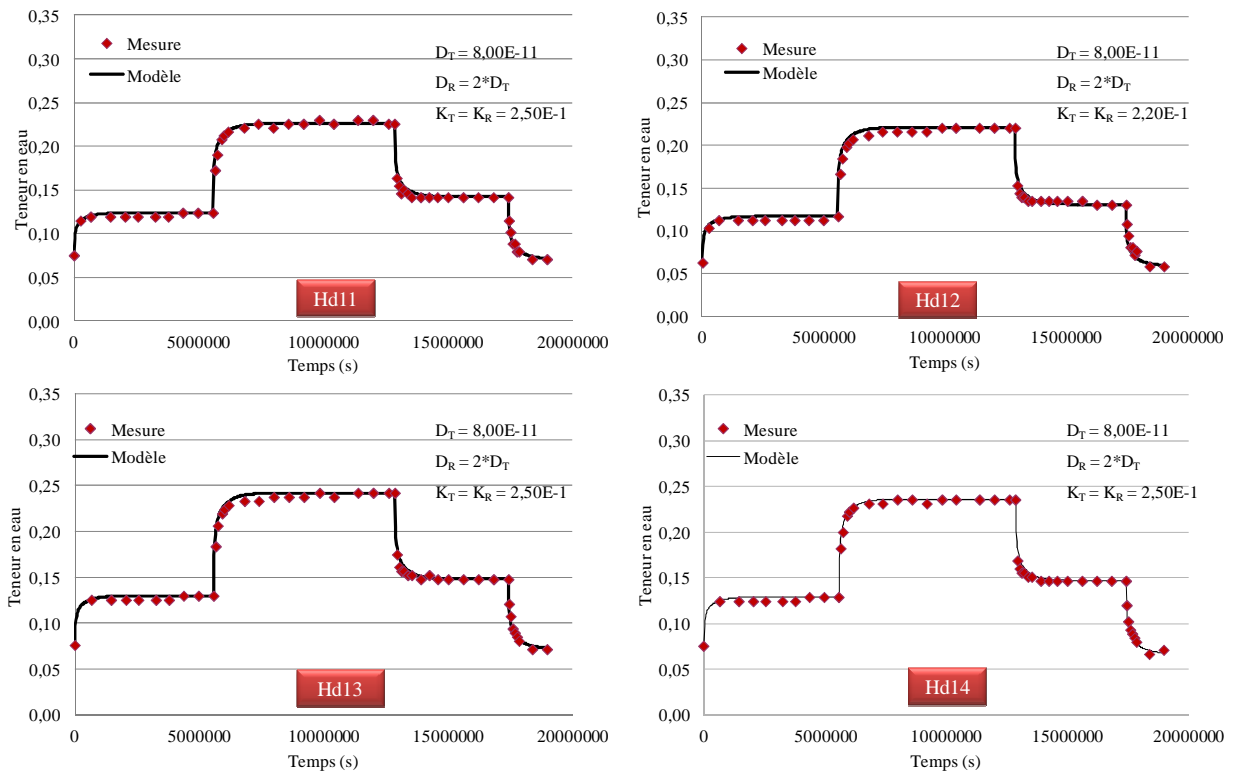 0,35
0,30
0,25
0,20
0,15
0,10
0,05
0,00
Teneur en eau
Mesure
Modèle
D_T = 8,00E-11
D_R = 2*D_T
K_T = K_R = 2,50E-1
Hd11
0 5000000 10000000 15000000 20000000
Temps (s)
0,35
0,30
0,25
0,20
0,15
0,10
0,05
0,00
Teneur en eau
Mesure
Modèle
D_T = 8,00E-11
D_R = 2*D_T
K_T = K_R = 2,20E-1
Hd12
0 5000000 10000000 15000000 20000000
Temps (s)
0,35
0,30
0,25
0,20
0,15
0,10
0,05
0,00
Teneur en eau
Mesure
Modèle
D_T = 8,00E-11
D_R = 2*D_T
K_T = K_R = 2,50E-1
Hd13
0 5000000 10000000 15000000 20000000
Temps (s)
0,35
0,30
0,25
0,20
0,15
0,10
0,05
0,00
Teneur en eau
Mesure
Modèle
D_T = 8,00E-11
D_R = 2*D_T
K_T = K_R = 2,50E-1
Hd14
0 5000000 10000000 15000000 20000000
Temps (s)